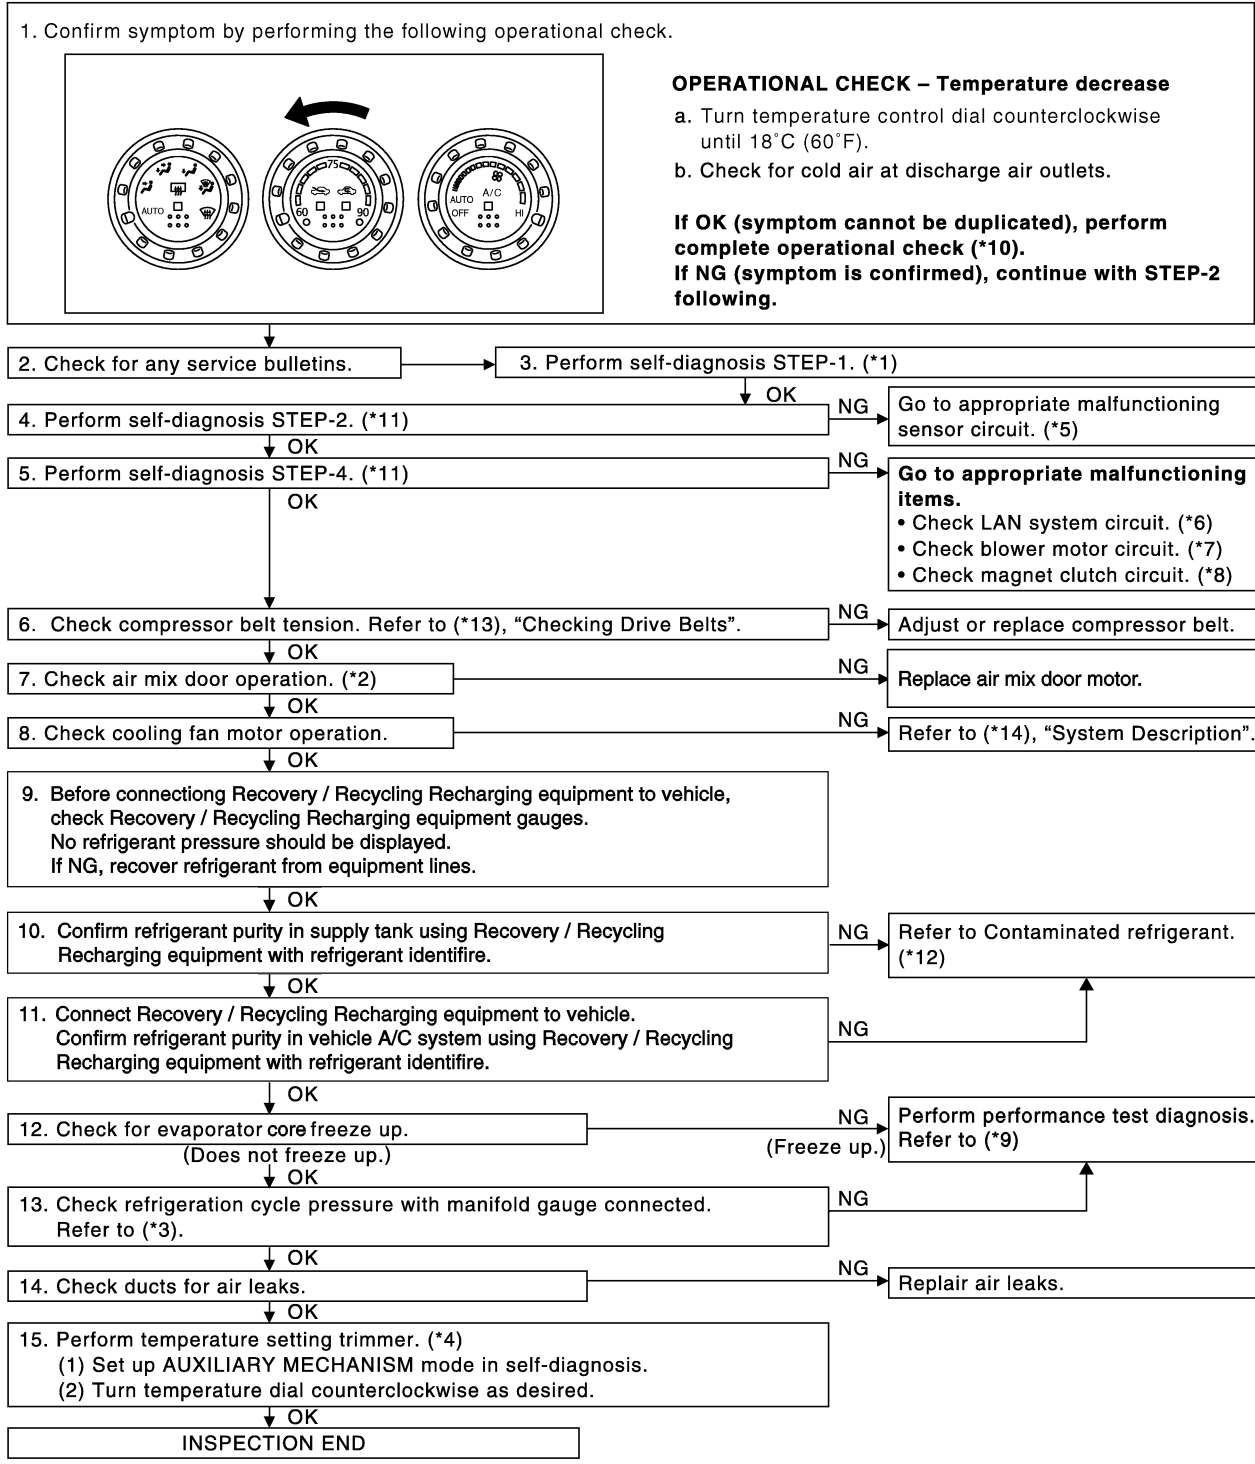 1. Confirm symptom by performing the following operational check.
75
60
90
AUTO
A/C
AUTO
OFF
HI
OPERATIONAL CHECK – Temperature decrease
a. Turn temperature control dial counterclockwise
until 18˚C (60˚F).
b. Check for cold air at discharge air outlets.
If OK (symptom cannot be duplicated), perform
complete operational check (*10).
If NG (symptom is confirmed), continue with STEP-2
following.
2. Check for any service bulletins.
3. Perform self-diagnosis STEP-1. (*1)
OK
4. Perform self-diagnosis STEP-2. (*11)
NG
Go to appropriate malfunctioning
sensor circuit. (*5)
OK
5. Perform self-diagnosis STEP-4. (*11)
NG
Go to appropriate malfunctioning
items.
• Check LAN system circuit. (*6)
• Check blower motor circuit. (*7)
• Check magnet clutch circuit. (*8)
OK
6. Check compressor belt tension. Refer to (*13), “Checking Drive Belts”.
NG
Adjust or replace compressor belt.
OK
7. Check air mix door operation. (*2)
NG
Replace air mix door motor.
OK
8. Check cooling fan motor operation.
NG
Refer to (*14), “System Description”.
OK
9. Before connectiong Recovery / Recycling Recharging equipment to vehicle,
check Recovery / Recycling Recharging equipment gauges.
No refrigerant pressure should be displayed.
If NG, recover refrigerant from equipment lines.
OK
10. Confirm refrigerant purity in supply tank using Recovery / Recycling
Recharging equipment with refrigerant identifire.
NG
Refer to Contaminated refrigerant.
(*12)
OK
11. Connect Recovery / Recycling Recharging equipment to vehicle.
Confirm refrigerant purity in vehicle A/C system using Recovery / Recycling
Recharging equipment with refrigerant identifire.
NG
OK
12. Check for evaporator core freeze up.
(Does not freeze up.)
NG
(Freeze up.)
Perform performance test diagnosis.
Refer to (*9)
OK
13. Check refrigeration cycle pressure with manifold gauge connected.
Refer to (*3).
NG
OK
14. Check ducts for air leaks.
NG
Replair air leaks.
OK
15. Perform temperature setting trimmer. (*4)
(1) Set up AUXILIARY MECHANISM mode in self-diagnosis.
(2) Turn temperature dial counterclockwise as desired.
OK
INSPECTION END